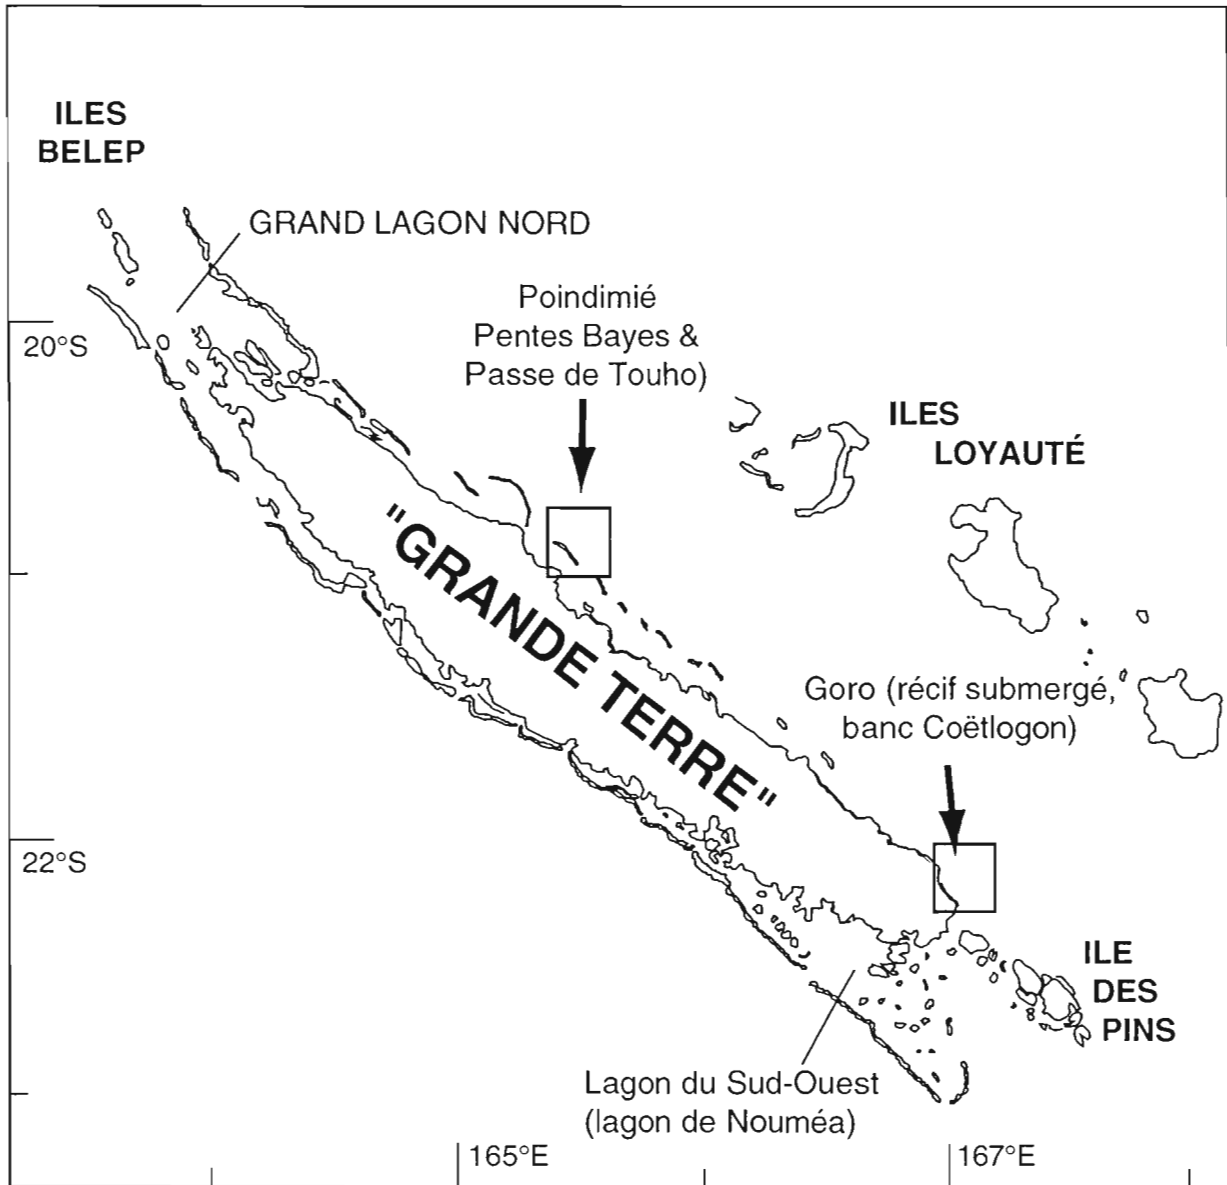 ILES
BELEP
GRAND LAGON NORD
Poindimié
Pentes Bayes &
Passe de Touho)
20°S
ILES
LOYAUTÉ
"GRANDE TERRE"
Goro (récif submergé,
banc Coëtlogon)
22°S
ILE
DES
PINS
Lagon du Sud-Ouest
(lagon de Nouméa)
165°E
167°E